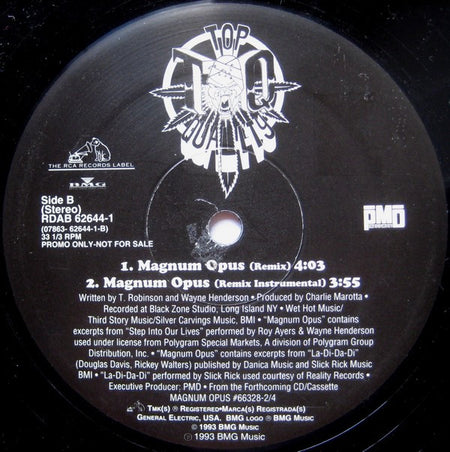 TOP
TQ
QUALITY
THE RCA RECORDS LABEL
BMG
Side B
(Stereo)
RDAB 62644-1
(07863- 62644-1-B)
33 1/3 RPM
PROMO ONLY-NOT FOR SALE
PMD
1. Magnum Opus (Remix) 4:03
2. Magnum Opus (Remix Instrumental) 3:55
Written by T. Robinson and Wayne Henderson • Produced by Charlie Marotta •
Recorded at Black Zone Studio, Long Island NY • Wet Hot Music/
Third Story Music/Silver Carvings Music, BMI • "Magnum Opus" contains
excerpts from "Step Into Our Lives" performed by Roy Ayers & Wayne Henderson
used under license from Polygram Special Markets, A division of Polygram Group
Distribution, Inc. • "Magnum Opus" contains excerpts from "La-Di-Da-Di"
(Douglas Davis, Rickey Walters) published by Danica Music and Slick Rick Music
BMI • "La-Di-Da-Di" performed by Slick Rick used courtesy of Reality Records •
Executive Producer: PMD • From the Forthcoming CD/Cassette
MAGNUM OPUS #66328-2/4
TMK(S) ® REGISTERED • MARCA(S) REGISTRADA(S)
GENERAL ELECTRIC, USA. BMG LOGO ® BMG MUSIC
℗ 1993 BMG MUSIC
© 1993 BMG Music